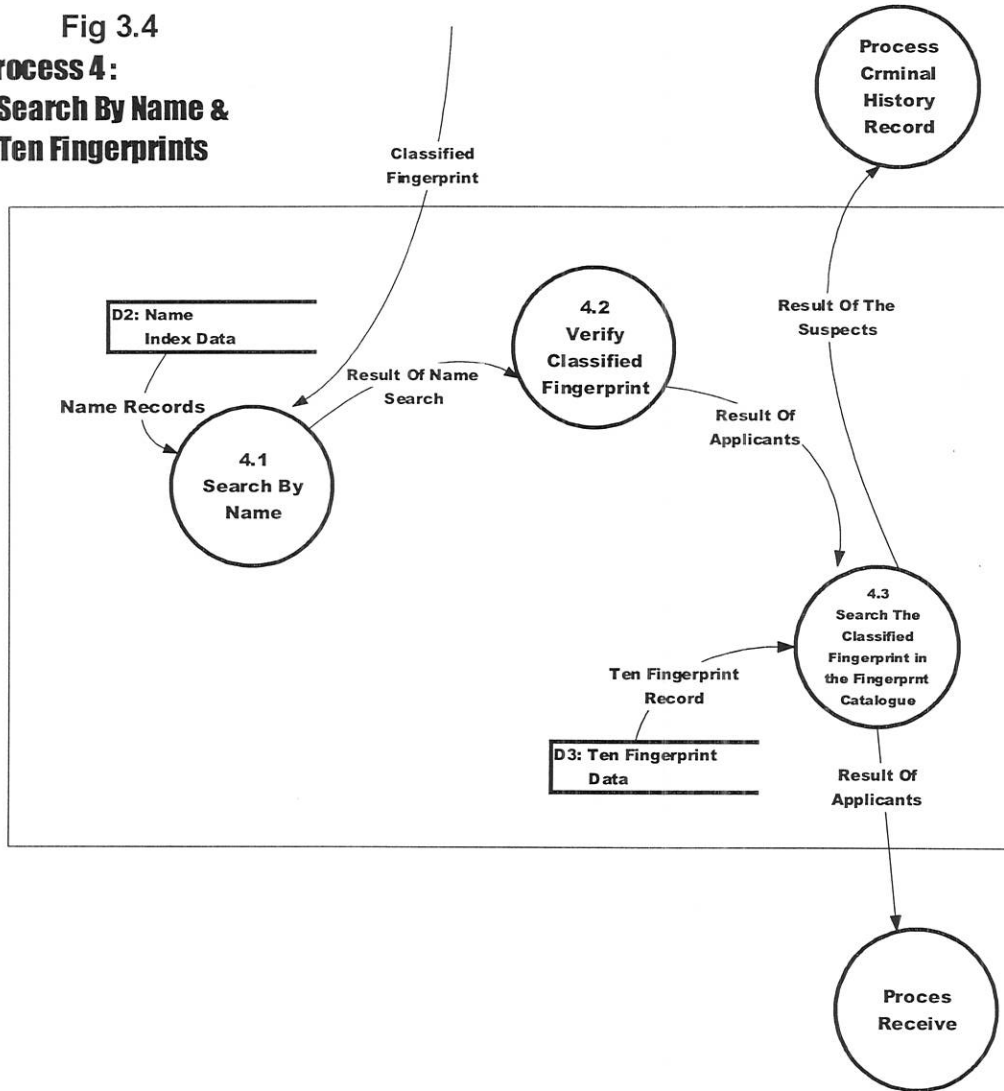 Fig 3.4
rocess 4:
Search By Name &
Ten Fingerprints
Classified
Fingerprint
Process
Crminal
History
Record
D2: Name
Index Data
Name Records
4.1
Search By
Name
Result Of Name
Search
4.2
Verify
Classified
Fingerprint
Result Of
Applicants
Result Of The
Suspects
4.3
Search The
Classified
Fingerprint in
the Fingerprnt
Catalogue
Ten Fingerprint
Record
D3: Ten Fingerprint
Data
Result Of
Applicants
Proces
Receive